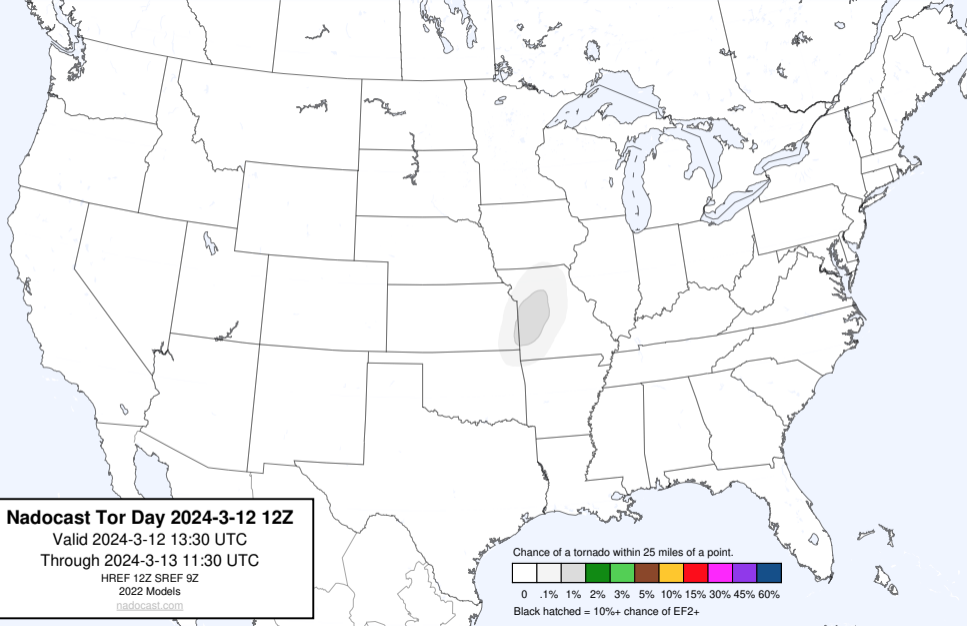 Nadocast Tor Day 2024-3-12 12Z
Valid 2024-3-12 13:30 UTC
Through 2024-3-13 11:30 UTC
HREF 12Z SREF 9Z
2022 Models
nadocast.com
Chance of a tornado within 25 miles of a point.
0 .1% 1% 2% 3% 5% 10% 15% 30% 45% 60%
Black hatched = 10%+ chance of EF2+